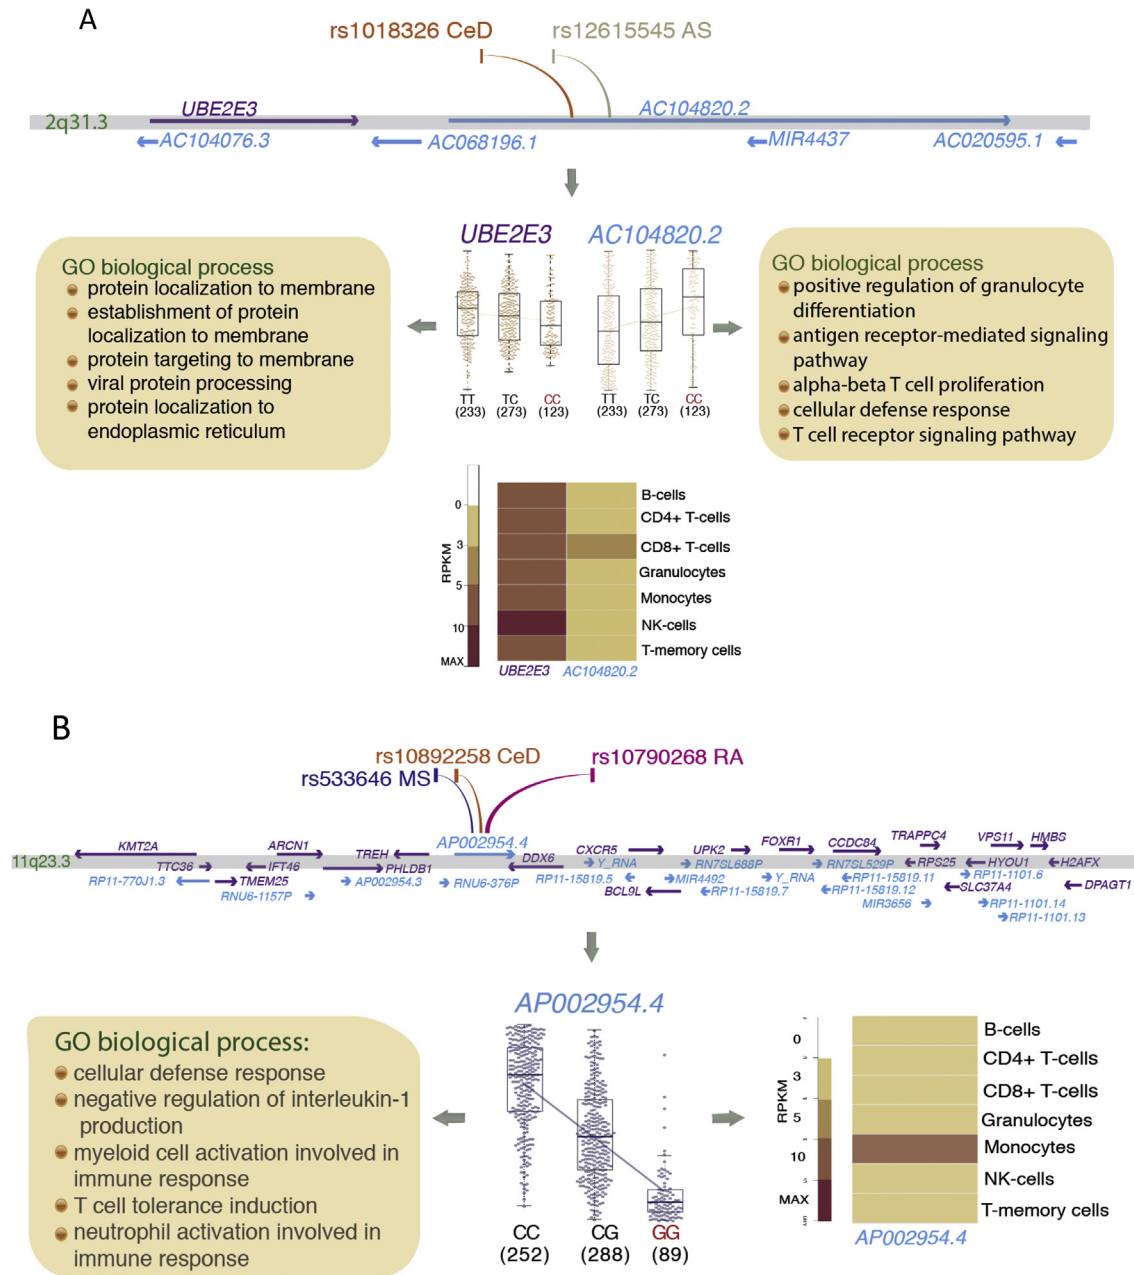 A
rs1018326 CeD
rs12615545 AS
UBE2E3
AC104820.2
2q31.3
AC104076.3
AC068196.1
MIR4437
AC020595.1
UBE2E3
AC104820.2
GO biological process
protein localization to membrane
establishment of protein
localization to membrane
protein targeting to membrane
viral protein processing
protein localization to
endoplasmic reticulum
TT
TC
CC
TT
TC
CC
(233)
(273)
(123)
(233)
(273)
(123)
GO biological process
positive regulation of granulocyte
differentiation
antigen receptor-mediated signaling
pathway
alpha-beta T cell proliferation
cellular defense response
T cell receptor signaling pathway
RPKM
0
3
5
10
MAX
B-cells
CD4+ T-cells
CD8+ T-cells
Granulocytes
Monocytes
NK-cells
T-memory cells
UBE2E3
AC104820.2
B
rs10892258 CeD
rs533646 MS
rs10790268 RA
11q23.3
KMT2A
ARCN1
TREH
AP002954.4
DDX6
CXCR5
UPK2
FOXR1
CCDC84
TRAPPC4
VPS11
HMBS
TTC36
IFT46
PHLDB1
Y_RNA
RN7SL688P
RN7SL529P
RPS25
HYOU1
H2AFX
RP11-770J1.3
TMEM25
AP002954.3
RNU6-376P
RP11-15819.5
MIR4492
Y_RNA
RP11-15819.11
RP11-1101.6
RNU6-1157P
BCL9L
RP11-15819.7
RP11-15819.12
SLC37A4
DPAGT1
MIR3656
RP11-1101.14
RP11-1101.13
AP002954.4
GO biological process:
cellular defense response
negative regulation of interleukin-1
production
myeloid cell activation involved in
immune response
T cell tolerance induction
neutrophil activation involved in
immune response
CC
CG
GG
(252)
(288)
(89)
RPKM
0
3
5
10
MAX
B-cells
CD4+ T-cells
CD8+ T-cells
Granulocytes
Monocytes
NK-cells
T-memory cells
AP002954.4